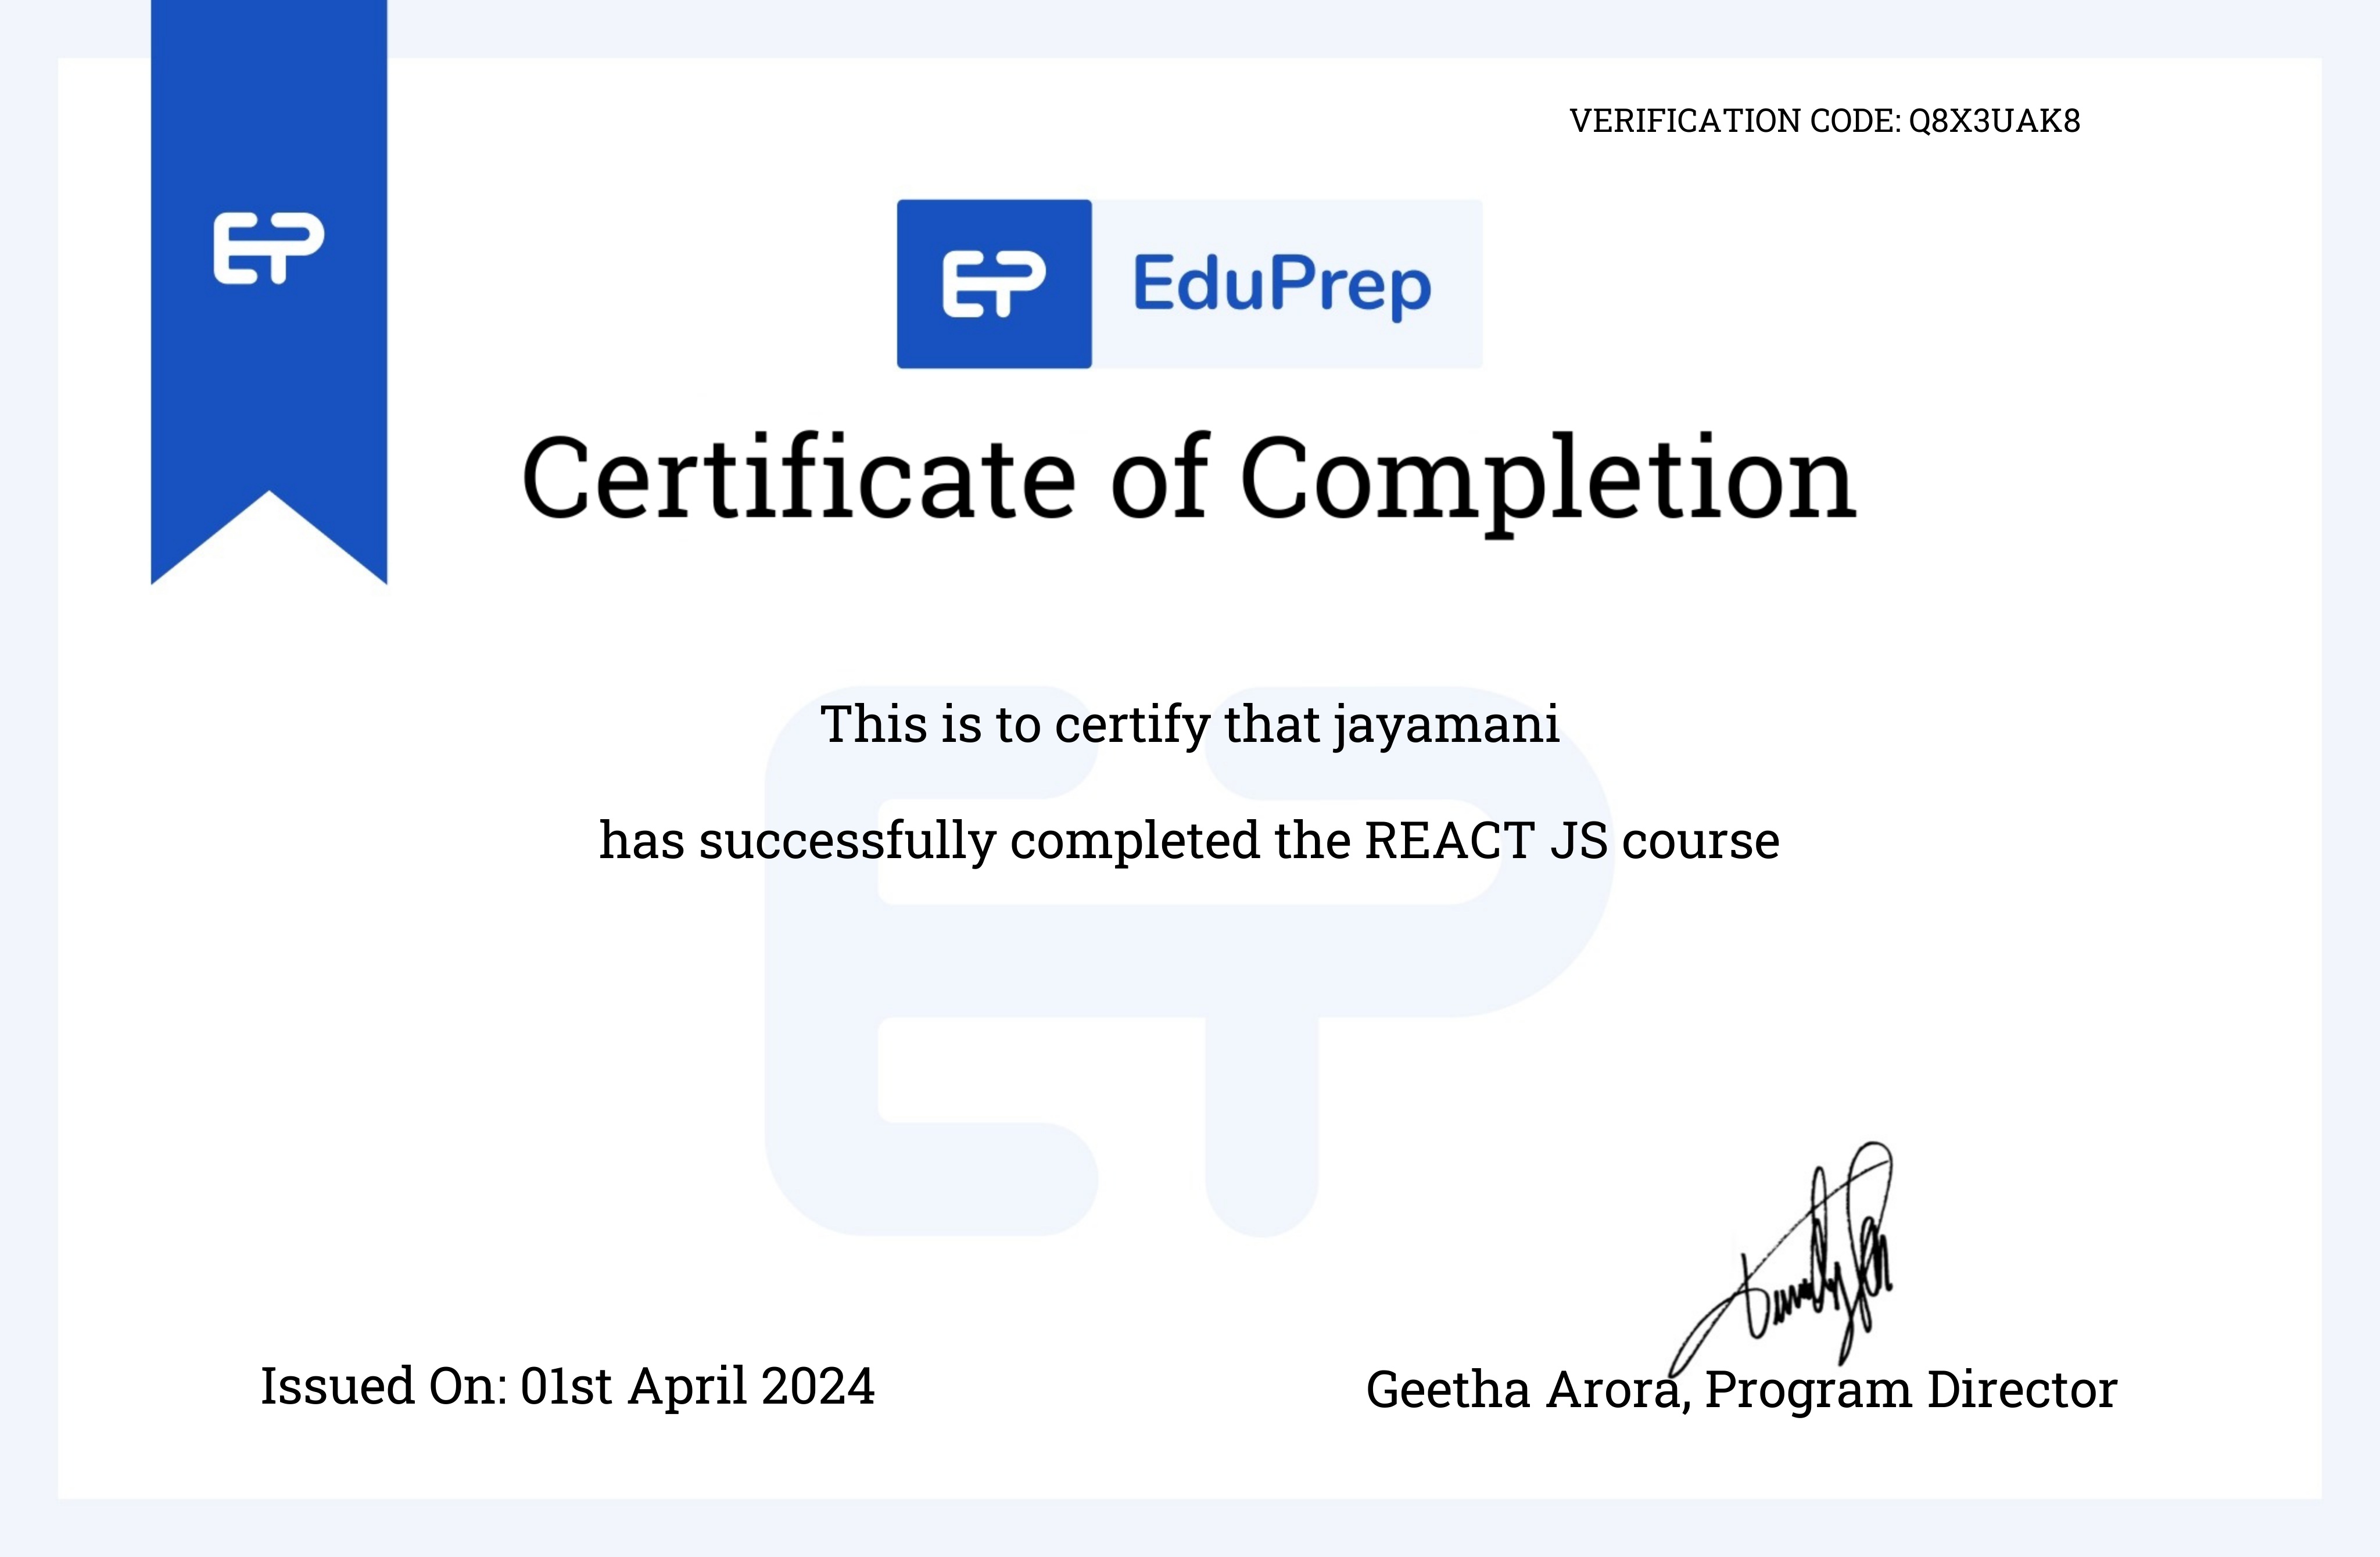 VERIFICATION CODE: Q8X3UAK8
EP
EP EduPrep
Certificate of Completion
This is to certify that jayamani
has successfully completed the REACT JS course
Issued On: 01st April 2024
Geetha Arora, Program Director